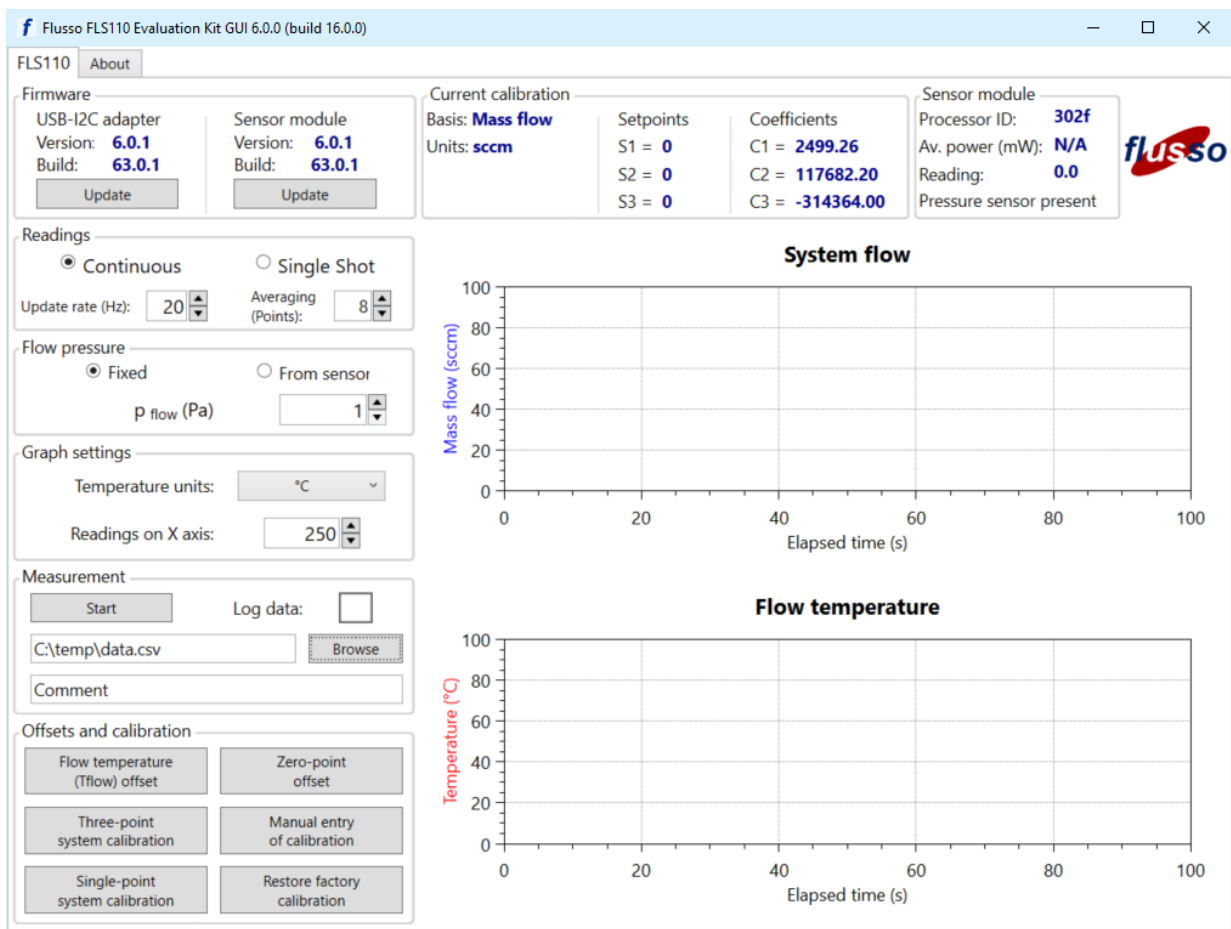 Flusso FLS110 Evaluation Kit GUI 6.0.0 (build 16.0.0)
FLS110 About
Firmware
USB-I2C adapter
Version: 6.0.1
Build: 63.0.1
Update
Sensor module
Version: 6.0.1
Build: 63.0.1
Update
Current calibration
Basis: Mass flow
Units: sccm
Setpoints
S1 = 0
S2 = 0
S3 = 0
Coefficients
C1 = 2499.26
C2 = 117682.20
C3 = -314364.00
Sensor module
Processor ID: 302f
Av. power (mW): N/A
Reading: 0.0
Pressure sensor present
flusso
Readings
Continuous Single Shot
Update rate (Hz): 20
Averaging
(Points): 8
Flow pressure
Fixed From sensor
p flow (Pa) 1
Graph settings
Temperature units: °C
Readings on X axis: 250
Measurement
Start Log data:
C:\temp\data.csv Browse
Comment
Offsets and calibration
Flow temperature
(Tflow) offset
Zero-point
offset
Three-point
system calibration
Manual entry
of calibration
Single-point
system calibration
Restore factory
calibration
System flow
Mass flow (sccm)
100
80
60
40
20
0
0 20 40 60 80 100
Elapsed time (s)
Flow temperature
Temperature (°C)
100
80
60
40
20
0
0 20 40 60 80 100
Elapsed time (s)